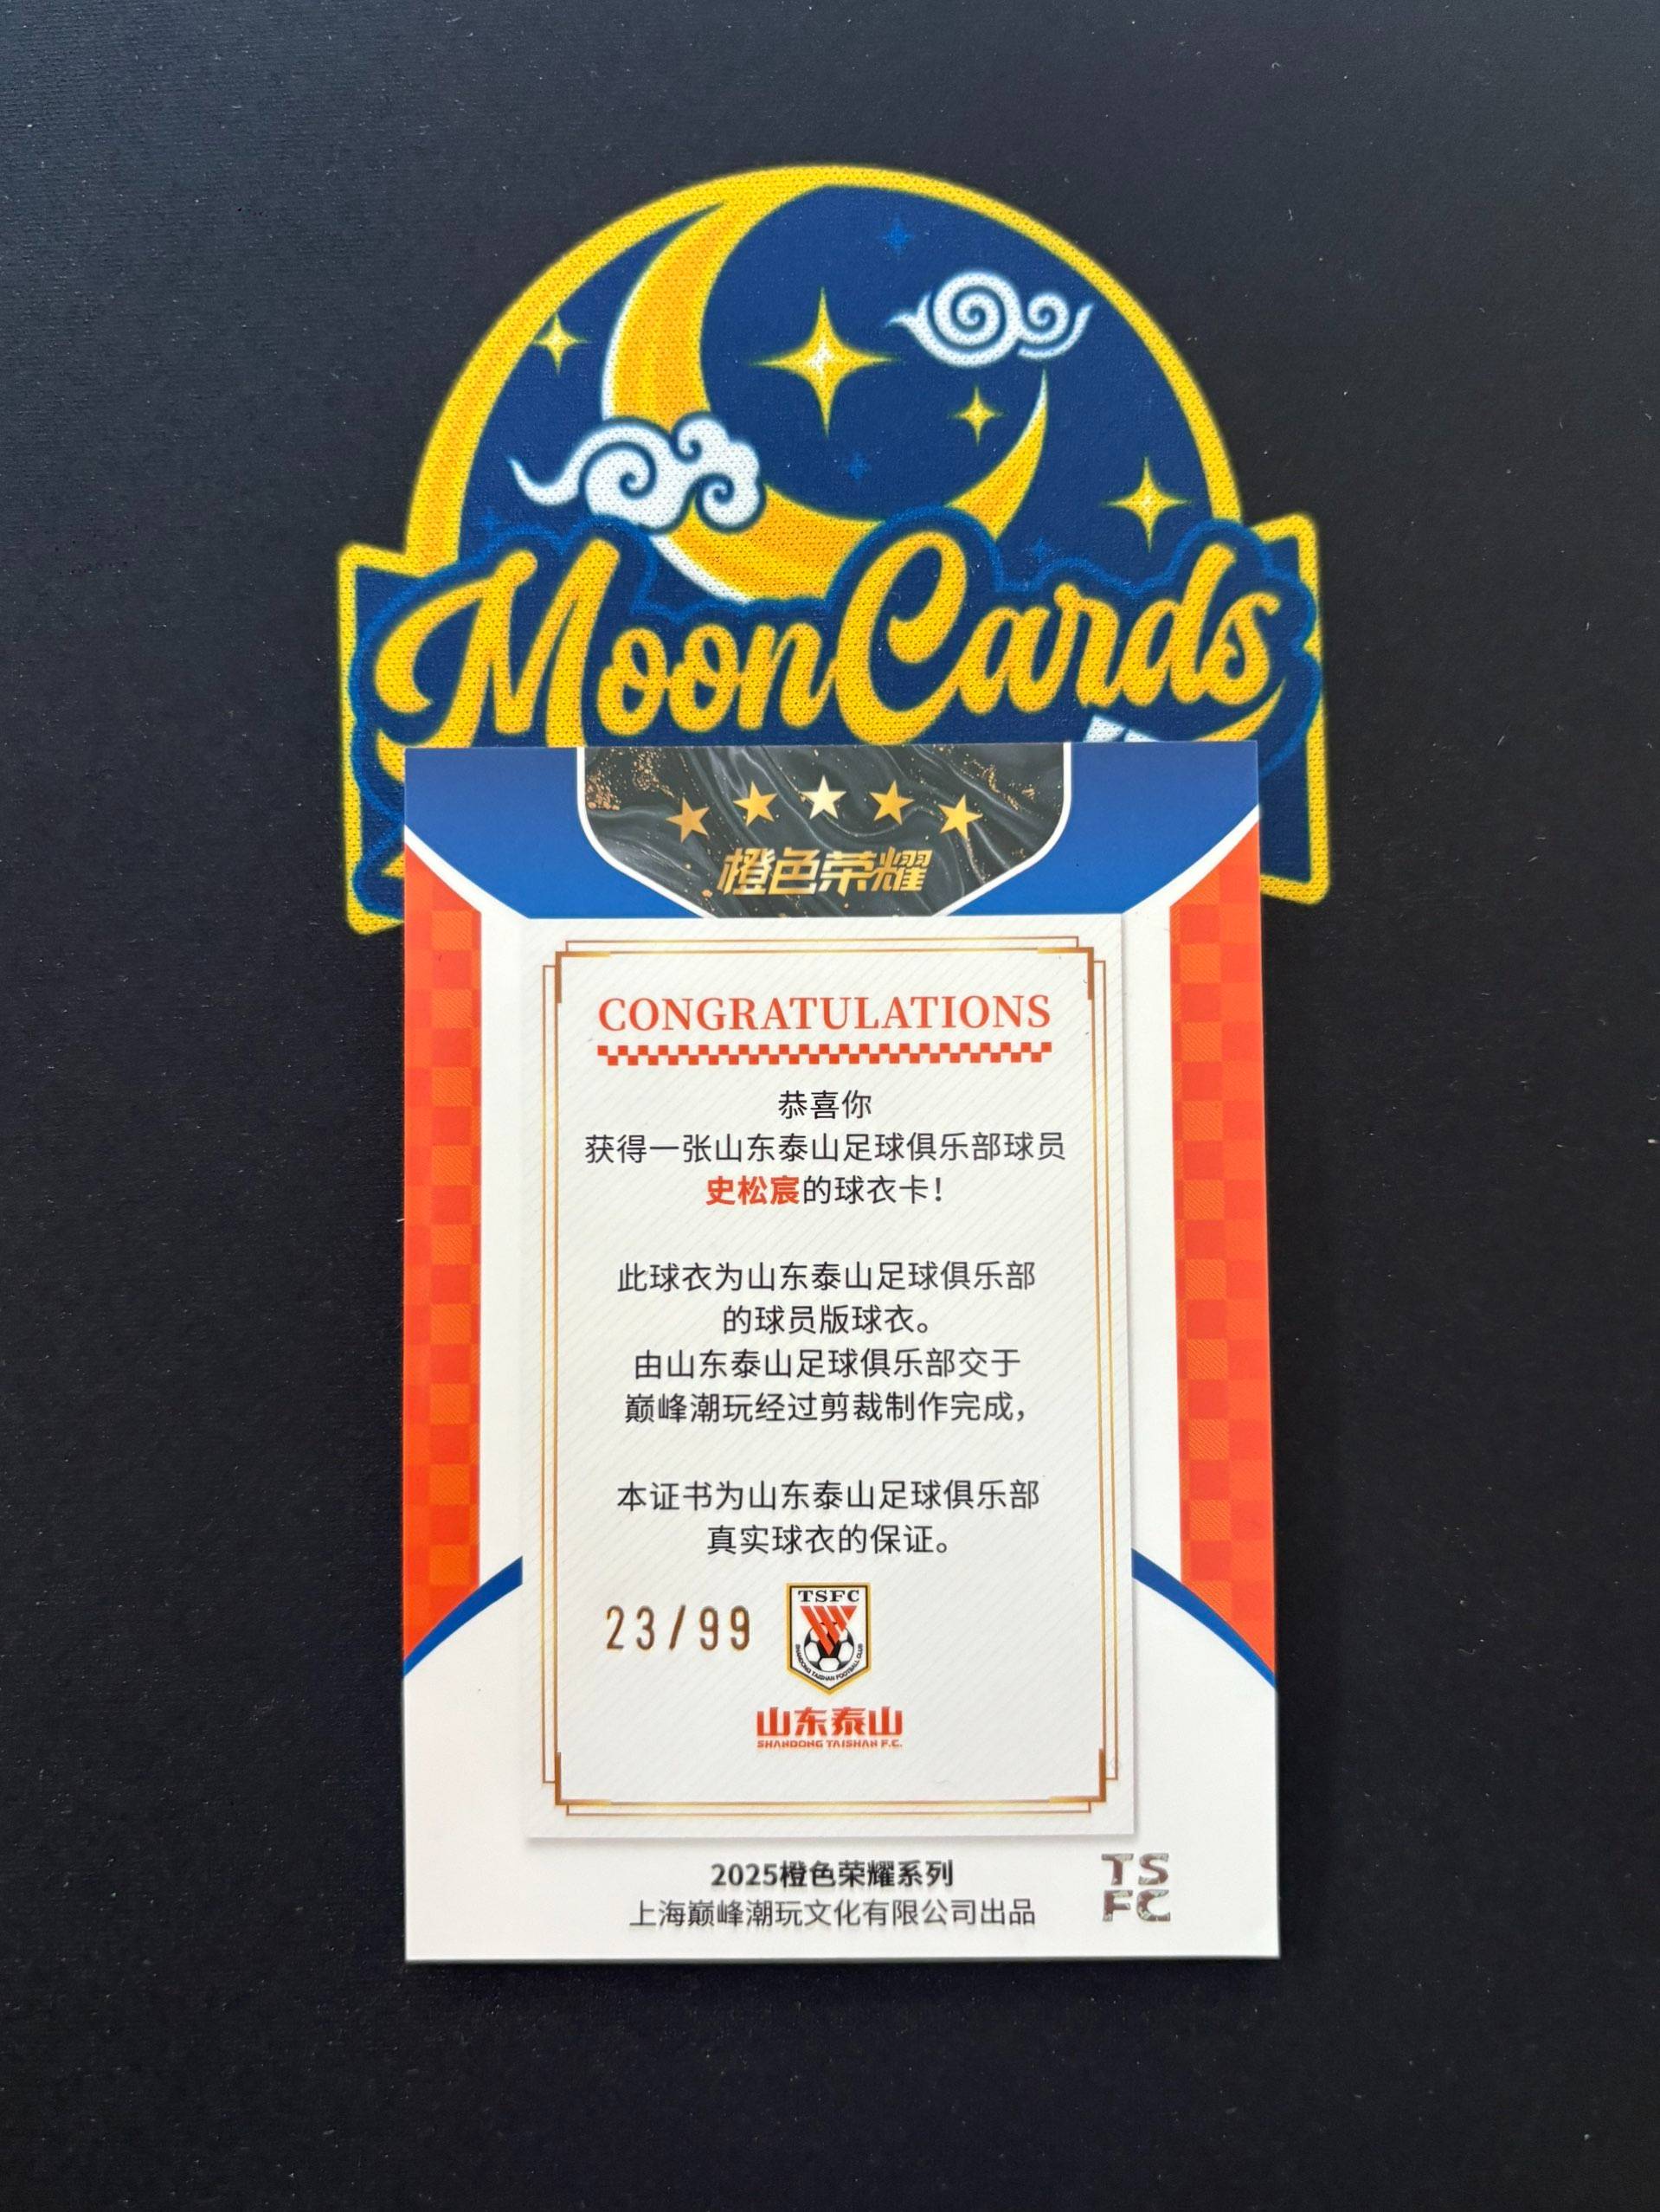 MoonCards
橙色荣耀
CONGRATULATIONS
恭喜你
获得一张山东泰山足球俱乐部球员
史松宸的球衣卡！
此球衣为山东泰山足球俱乐部
的球员版球衣。
由山东泰山足球俱乐部交于
巅峰潮玩经过剪裁制作完成，
本证书为山东泰山足球俱乐部
真实球衣的保证。
23/99
TSFC
SHANDONG TAISHAN FOOTBALL CLUB
山东泰山
SHANDONG TAISHAN F.C.
2025橙色荣耀系列
上海巅峰潮玩文化有限公司出品
TS
FC